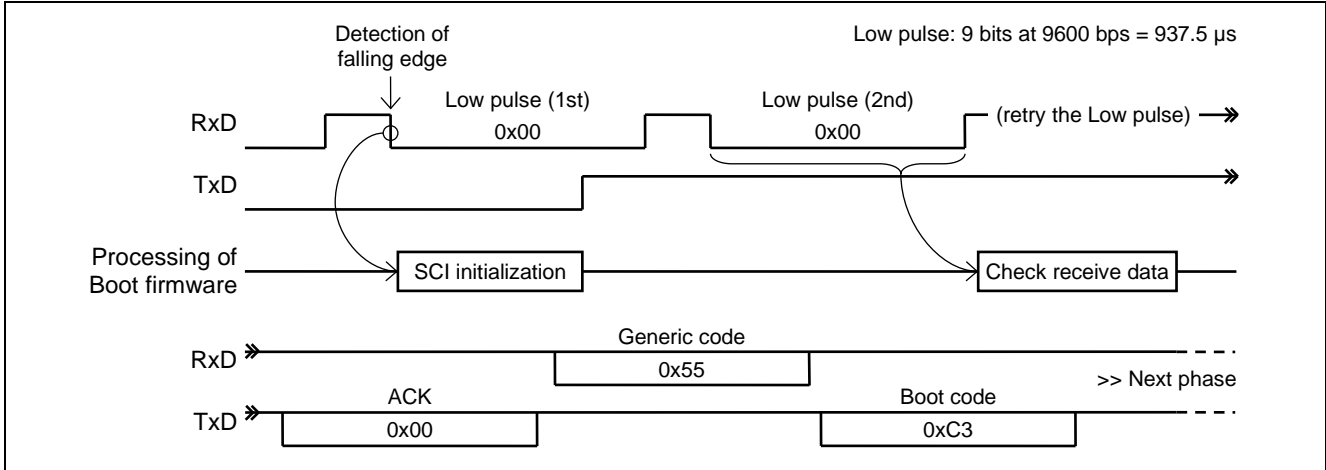 Detection of
falling edge
Low pulse: 9 bits at 9600 bps = 937.5 µs
Low pulse (1st)
Low pulse (2nd)
RxD
0x00
0x00
(retry the Low pulse)
TxD
Processing of
Boot firmware
SCI initialization
Check receive data
Generic code
RxD
0x55
>> Next phase
ACK
Boot code
TxD
0x00
0xC3